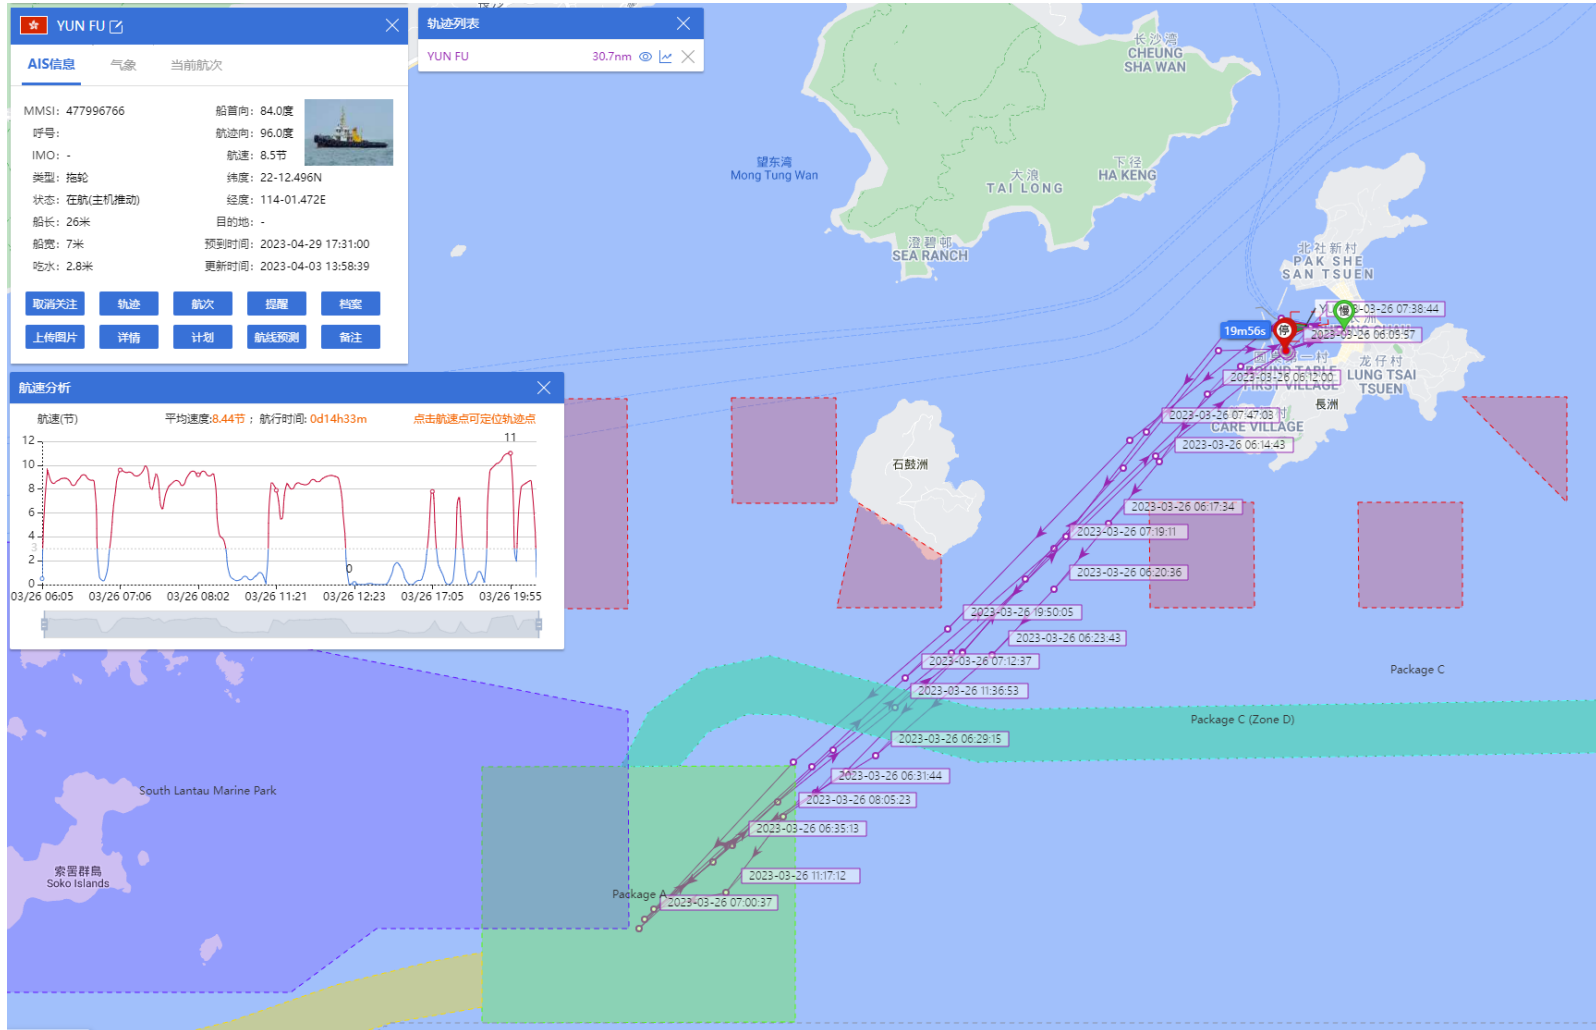 YUN FU
AIS信息
气象
当前航次
MMSI: 477996766
船首向: 84.0度
呼号:
航迹向: 96.0度
IMO: -
航速: 8.5节
类型: 拖轮
纬度: 22-12.496N
状态: 在航(主机推动)
经度: 114-01.472E
船长: 26米
目的地: -
船宽: 7米
预到时间: 2023-04-29 17:31:00
吃水: 2.8米
更新时间: 2023-04-03 13:58:39
取消关注
轨迹
航次
提醒
档案
上传图片
详情
计划
航线预测
备注
轨迹列表
YUN FU
30.7nm
航速分析
航速(节)
平均速度:8.44节 ; 航行时间: 0d14h33m
点击航速点可定位轨迹点
12
10
8
6
4
3
2
0
11
0
03/26 06:05
03/26 07:06
03/26 08:02
03/26 11:21
03/26 12:23
03/26 17:05
03/26 19:55
长沙湾
CHEUNG
SHA WAN
望东湾
Mong Tung Wan
大浪
TAI LONG
下径
HA KENG
澄碧邨
SEA RANCH
北社新村
PAK SHE
SAN TSUEN
慢
3-03-26 07:38:44
19m56s
停
2023-03-26 06:05:57
ROUND TABLE
FIRST VILLAGE
2023-03-26 06:12:00
龙仔村
LUNG TSAI
TSUEN
長洲
2023-03-26 07:47:03
村
CARE VILLAGE
2023-03-26 06:14:43
石鼓洲
2023-03-26 06:17:34
2023-03-26 07:19:11
2023-03-26 06:20:36
2023-03-26 19:50:05
2023-03-26 06:23:43
2023-03-26 07:12:37
2023-03-26 11:36:53
2023-03-26 06:29:15
2023-03-26 06:31:44
2023-03-26 08:05:23
2023-03-26 06:35:13
2023-03-26 11:17:12
2023-03-26 07:00:37
Package C
Package C (Zone D)
South Lantau Marine Park
索罟群島
Soko Islands
Package A